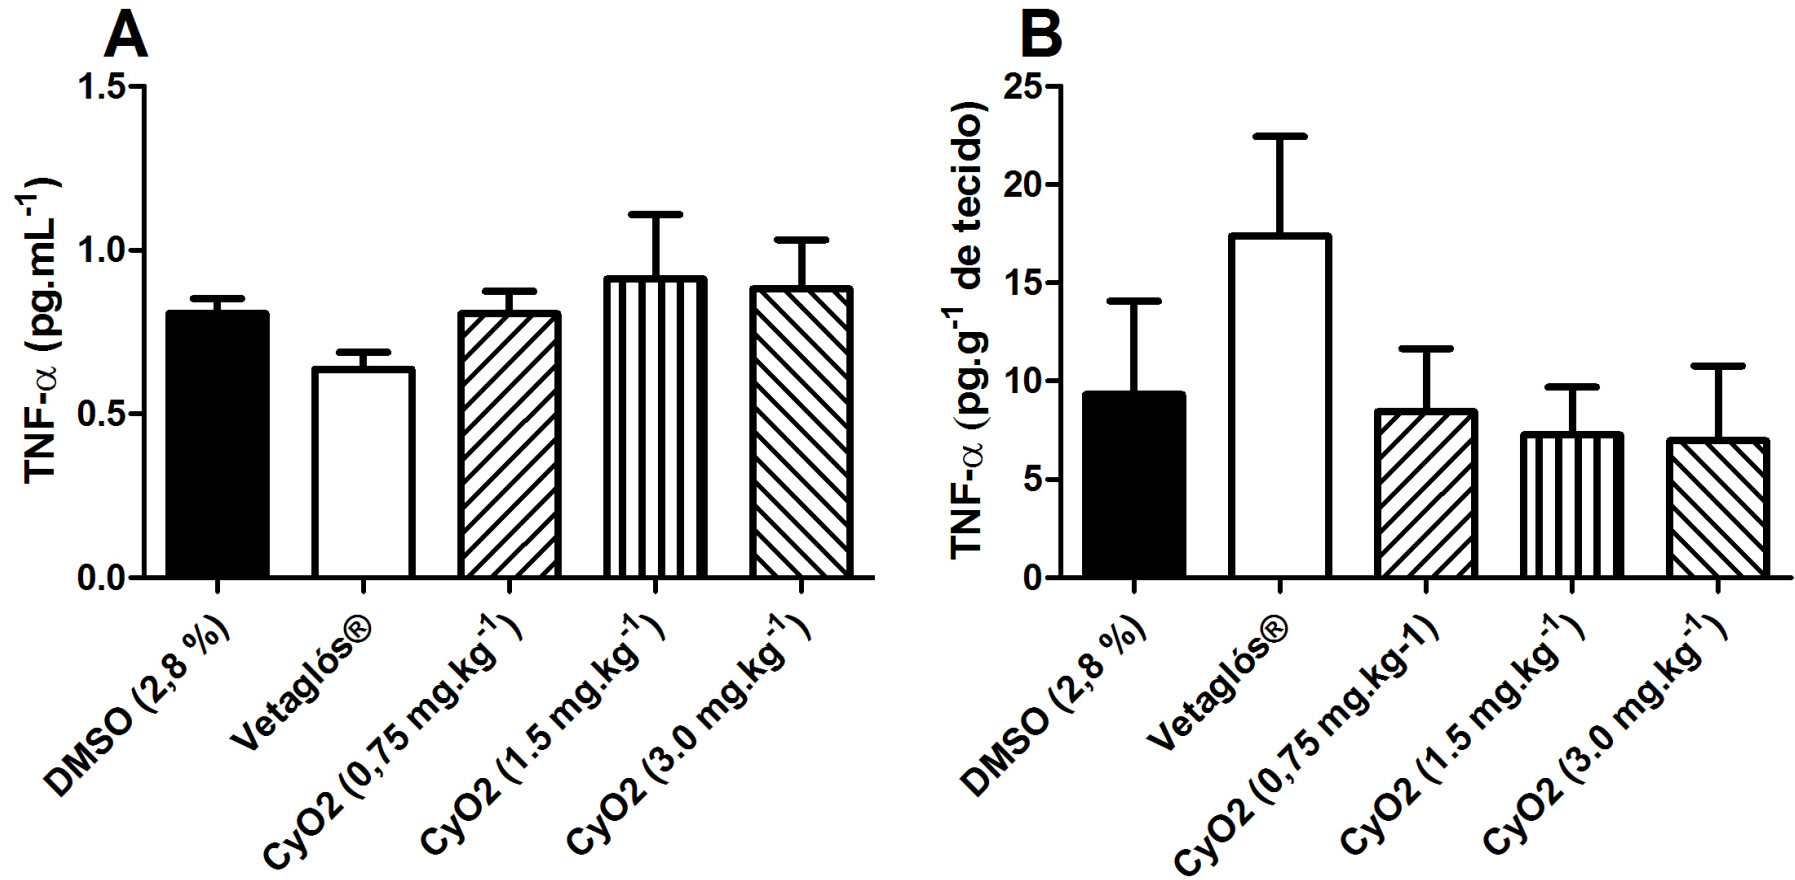 A
TNF-α (pg.mL⁻¹)
1.5
1.0
0.5
0.0
DMSO (2,8 %)
Vetaglós®
CyO2 (0,75 mg.kg⁻¹)
CyO2 (1.5 mg.kg⁻¹)
CyO2 (3.0 mg.kg⁻¹)
B
TNF-α (pg.g⁻¹ de tecido)
25
20
15
10
5
0
DMSO (2,8 %)
Vetaglós®
CyO2 (0,75 mg.kg-1)
CyO2 (1.5 mg.kg⁻¹)
CyO2 (3.0 mg.kg⁻¹)